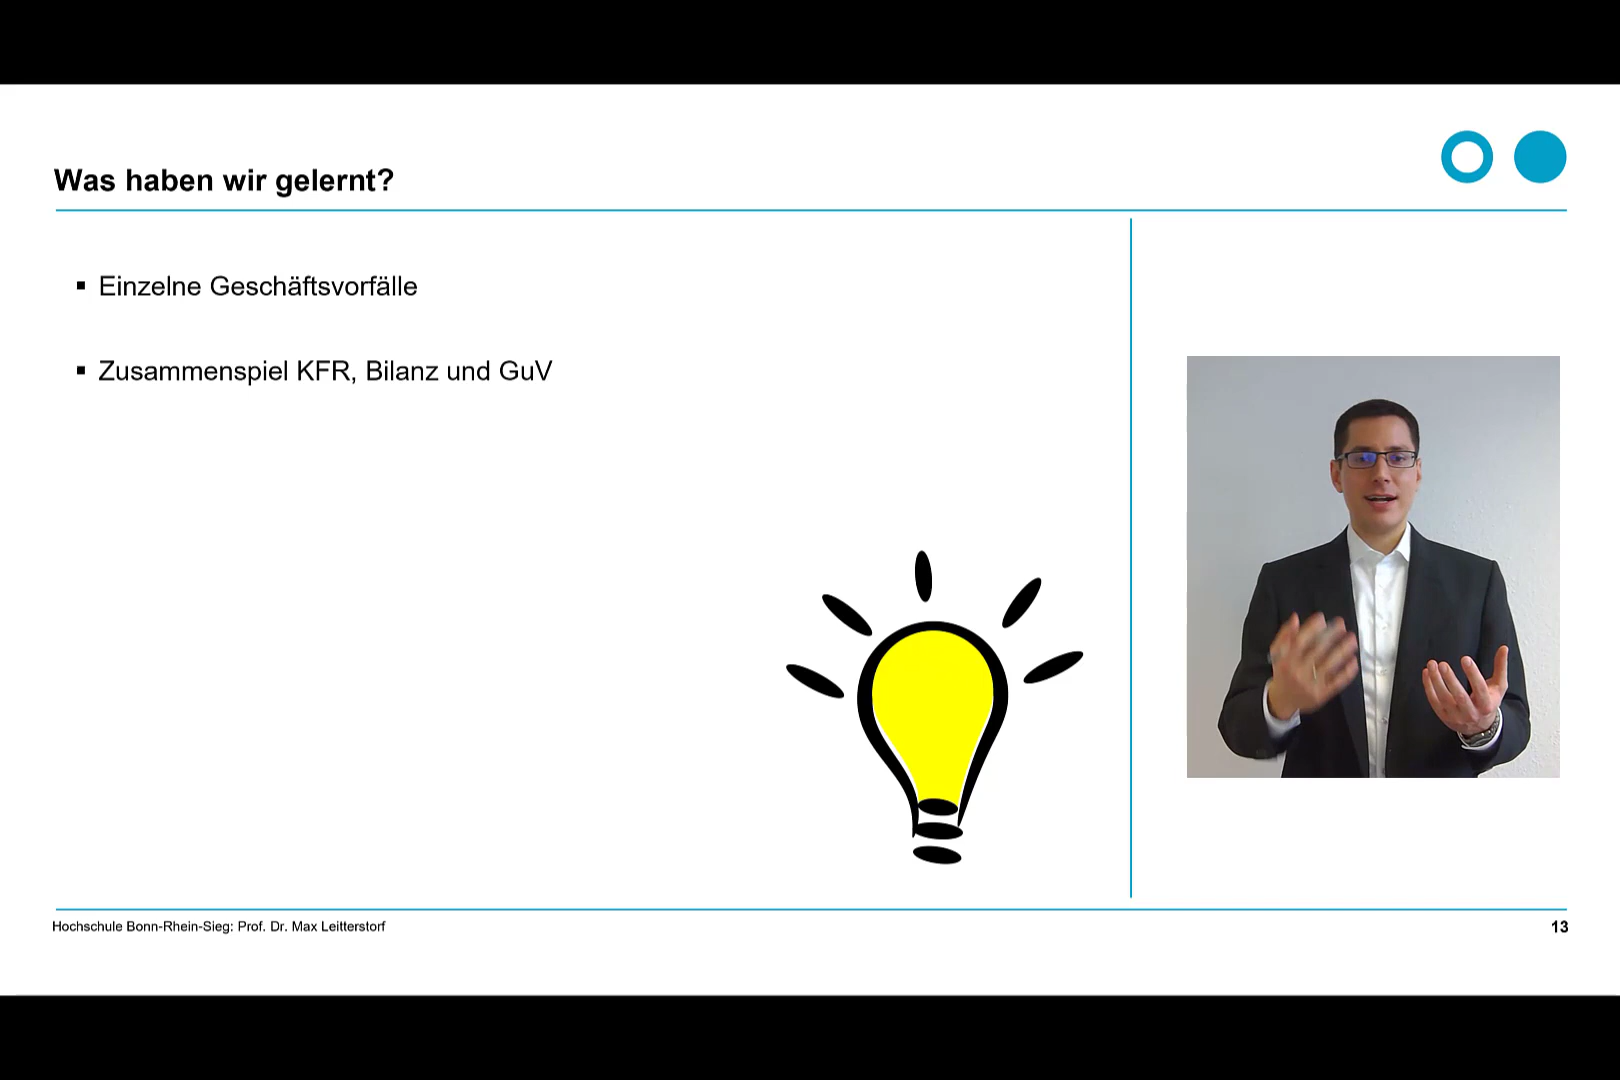 Was haben wir gelernt?
▪ Einzelne Geschäftsvorfälle
▪ Zusammenspiel KFR, Bilanz und GuV
Hochschule Bonn-Rhein-Sieg: Prof. Dr. Max Leitterstorf
13